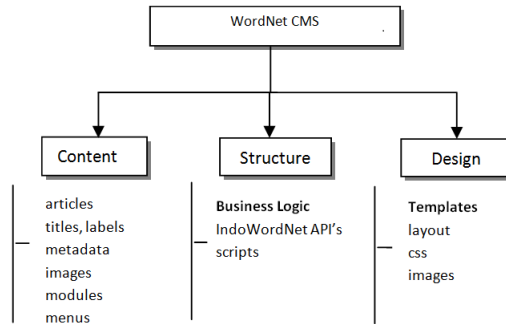 WordNet CMS
Content
Structure
Design
articles
titles, labels
metadata
images
modules
menus
Business Logic
IndoWordNet API's
scripts
Templates
layout
css
images